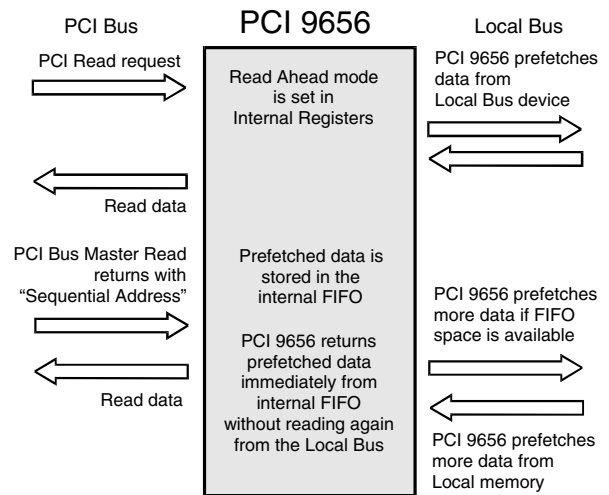 PCI Bus
PCI 9656
Local Bus
PCI Read request
Read Ahead mode
is set in
Internal Registers
PCI 9656 prefetches
data from
Local Bus device
Read data
PCI Bus Master Read
returns with
“Sequential Address”
Prefetched data is
stored in the
internal FIFO
PCI 9656 prefetches
more data if FIFO
space is available
PCI 9656 returns
prefetched data
immediately from
internal FIFO
without reading again
from the Local Bus
Read data
PCI 9656 prefetches
more data from
Local memory